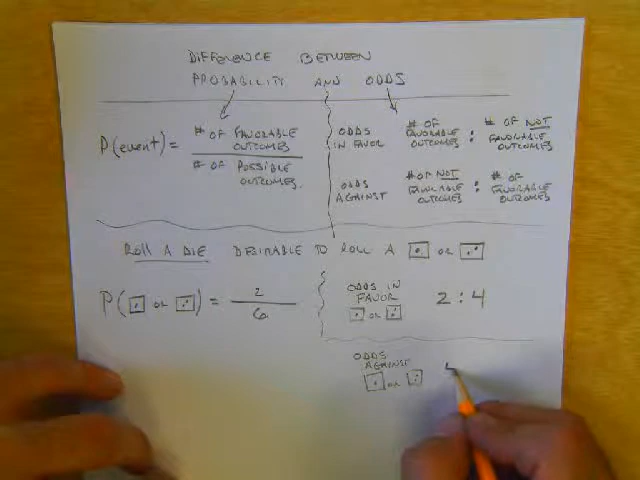 DIFFERENCE BETWEEN
PROBABILITY AND ODDS
P(event) = # OF FAVORABLE OUTCOMES
# OF POSSIBLE OUTCOMES
ODDS IN FAVOR # OF FAVORABLE OUTCOMES : # OF NOT FAVORABLE OUTCOMES
ODDS AGAINST # OF NOT FAVORABLE OUTCOMES : # OF FAVORABLE OUTCOMES
ROLL A DIE DESIRABLE TO ROLL A ⚀ OR ⚁
P(⚀ OR ⚁) = 2
6
ODDS IN
FAVOR
⚀ OR ⚁
2 : 4
ODDS
AGAINST
⚀ OR ⚁